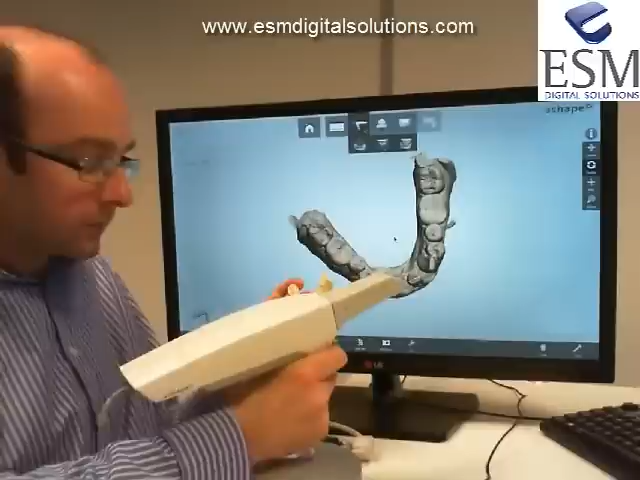 www.esmdigitalsolutions.com
ESM
DIGITAL SOLUTIONS
3shape
LG